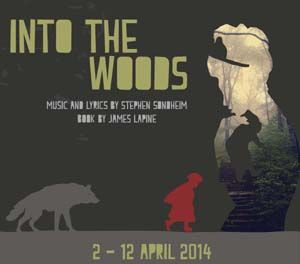 INTO THE
WOODS
MUSIC AND LYRICS BY STEPHEN SONDHEIM
BOOK BY JAMES LAPINE
2 - 12 APRIL 2014